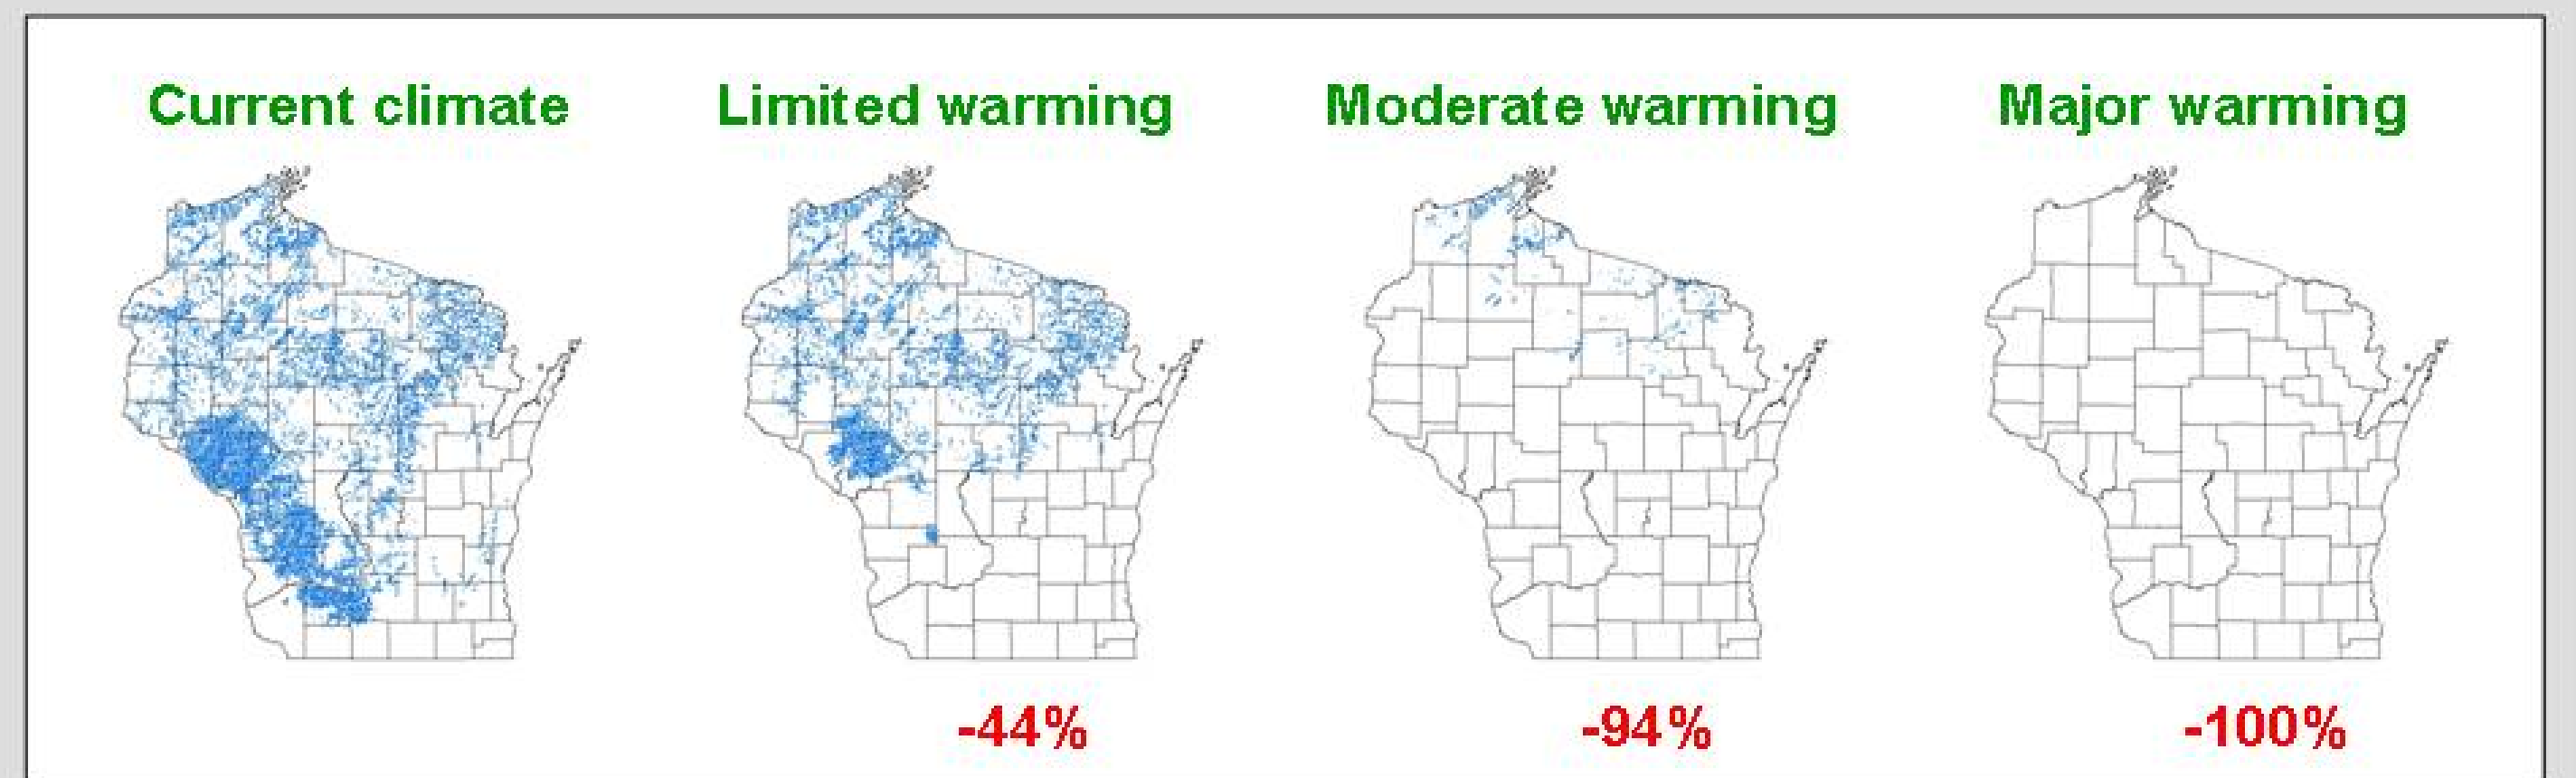 Current climate
Limited warming
Moderate warming
Major warming
-44%
-94%
-100%